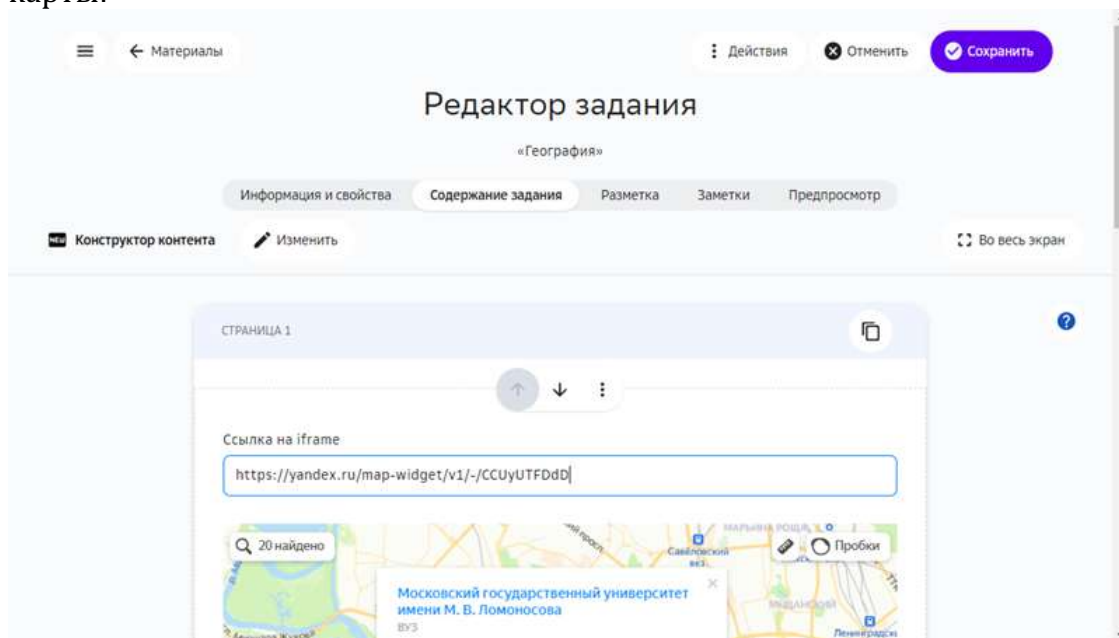 Материалы
Действия
Отменить
Сохранить
Редактор задания
«География»
Информация и свойства
Содержание задания
Разметка
Заметки
Предпросмотр
NEW Конструктор контента
Изменить
Во весь экран
СТРАНИЦА 1
?
Ссылка на iframe
https://yandex.ru/map-widget/v1/-/CCUyUTFDdD
20 найдено
Савёловский
Пробки
Московский государственный университет
имени М. В. Ломоносова
ВУЗ